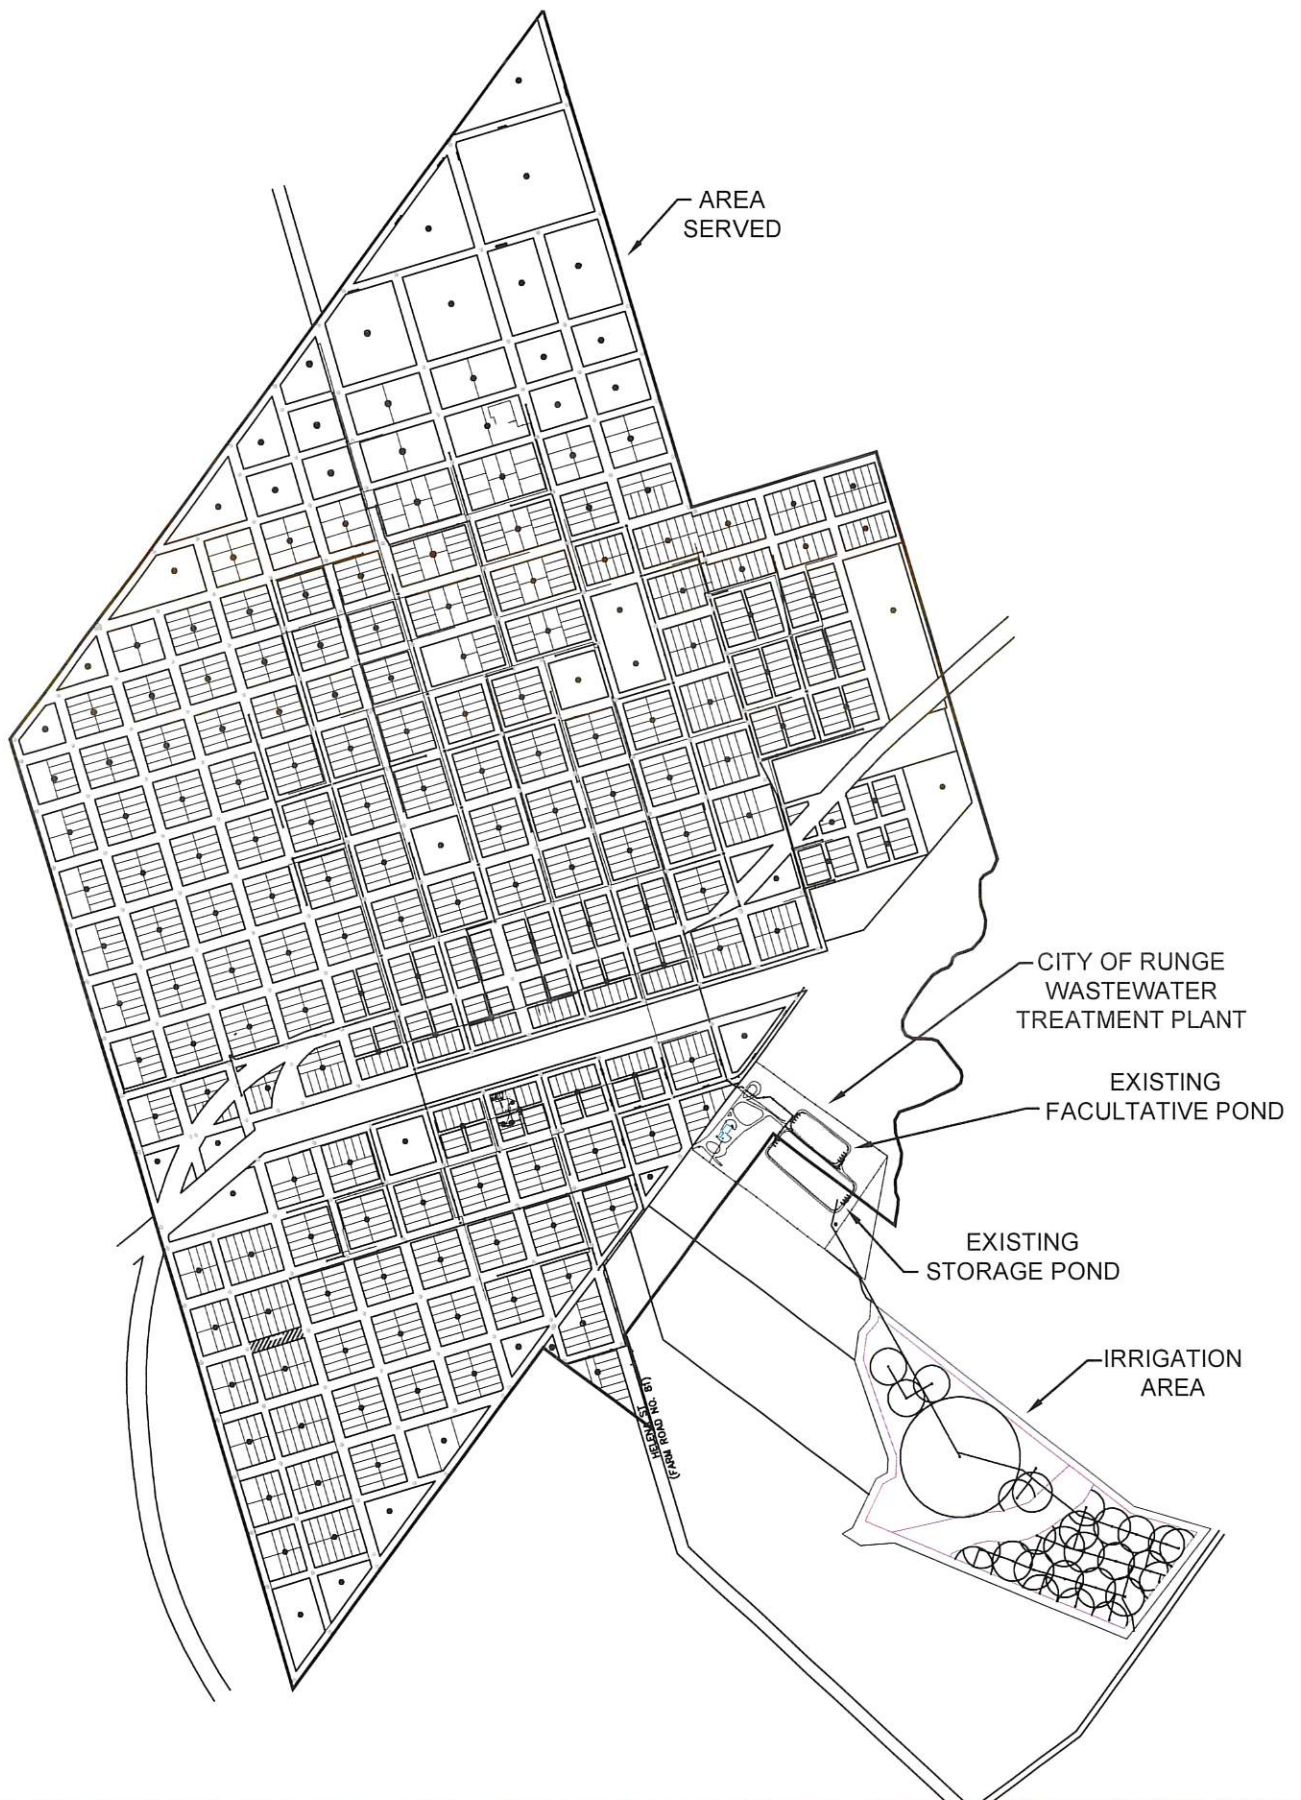 AREA
SERVED
CITY OF RUNGE
WASTEWATER
TREATMENT PLANT
EXISTING
FACULTATIVE POND
EXISTING
STORAGE POND
IRRIGATION
AREA
HELENA ST
(FARM ROAD NO. 81)